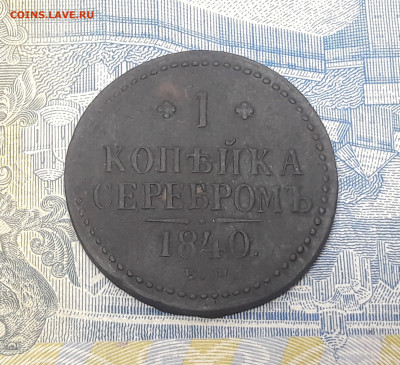 COINS.LAVE.RU
1
КОПѢЙКА
СЕРЕБРОМЪ
1840.